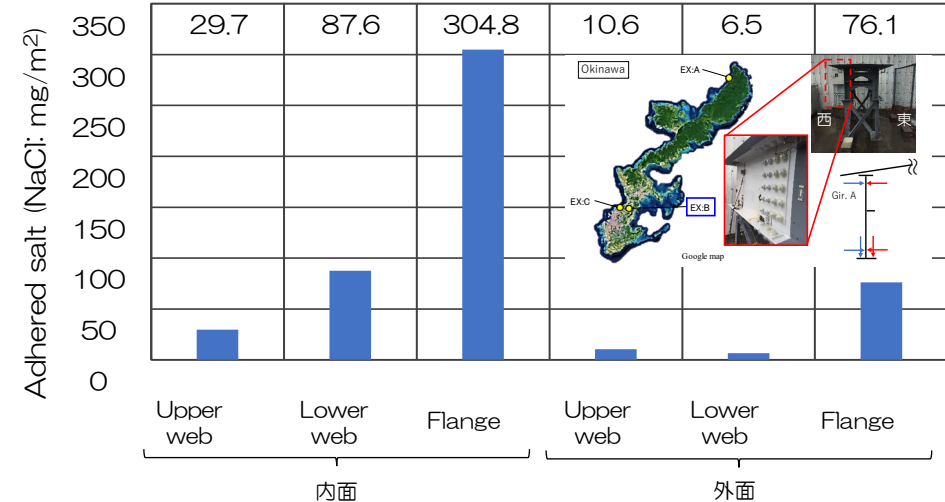 Adhered salt (NaCl: mg/m²)
350
300
250
200
150
100
50
0
29.7
87.6
304.8
10.6
6.5
76.1
Okinawa
EX:A
EX:C
EX:B
Google map
西
東
Gir. A
Upper
web
Lower
web
Flange
Upper
web
Lower
web
Flange
内面
外面